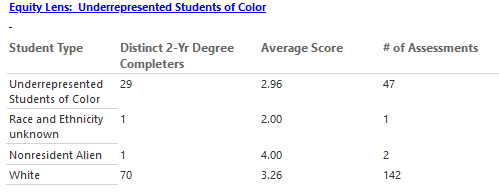 Equity Lens:  Underrepresented Students of Color
Student Type Distinct 2-Yr Degree Completers Average Score # of Assessments
Underrepresented Students of Color 29 2.96 47
Race and Ethnicity unknown 1 2.00 1
Nonresident Alien 1 4.00 2
White 70 3.26 142